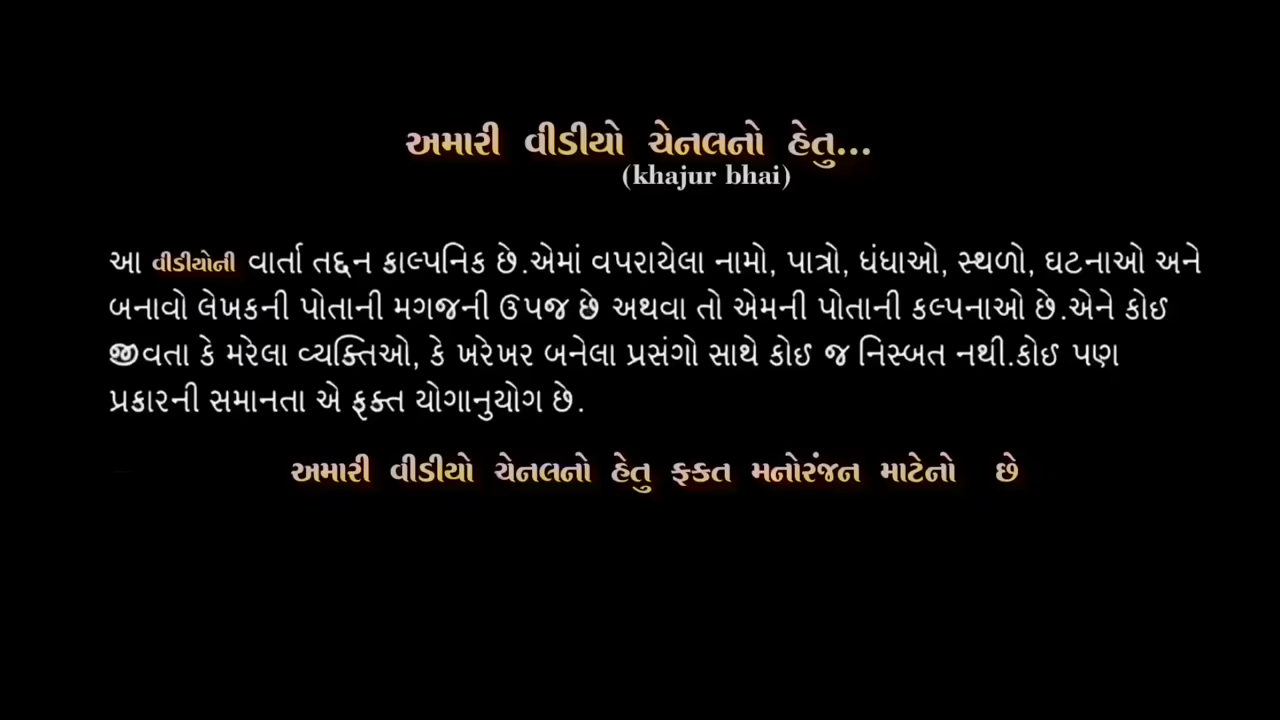 અમારી વીડીયો ચેનલનો હેતુ...
(khajur bhai)
આ વીડીયોની વાર્તા તદ્દન કાલ્પનિક છે.એમાં વપરાયેલા નામો, પાત્રો, ધંધાઓ, સ્થળો, ઘટનાઓ અને
બનાવો લેખકની પોતાની મગજની ઉપજ છે અથવા તો એમની પોતાની કલ્પનાઓ છે.એને કોઈ
જીવતા કે મરેલા વ્યક્તિઓ, કે ખરેખર બનેલા પ્રસંગો સાથે કોઈ જ નિસ્બત નથી.કોઈ પણ
પ્રકારની સમાનતા એ ફક્ત યોગાનુયોગ છે.
અમારી વીડીયો ચેનલનો હેતુ ફકત મનોરંજન માટેનો છે